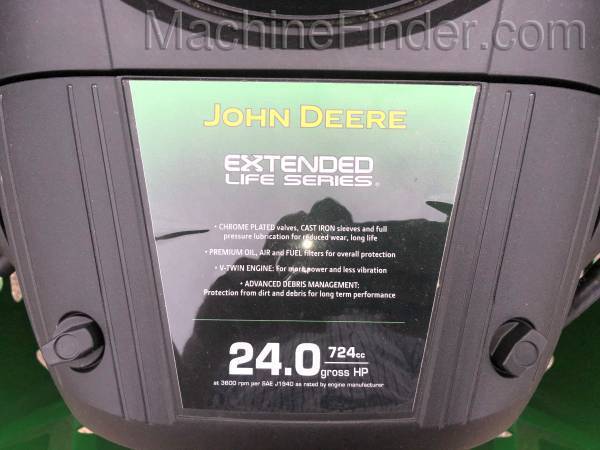 MachineFinder.com
JOHN DEERE
EXTENDED
LIFE SERIES®
• CHROME PLATED valves, CAST IRON sleeves and full
pressure lubrication for reduced wear, long life
• PREMIUM OIL, AIR and FUEL filters for overall protection
• V-TWIN ENGINE: For more power and less vibration
• ADVANCED DEBRIS MANAGEMENT:
Protection from dirt and debris for long term performance
24.0 724cc
gross HP
at 3600 rpm per SAE J1940 as rated by engine manufacturer